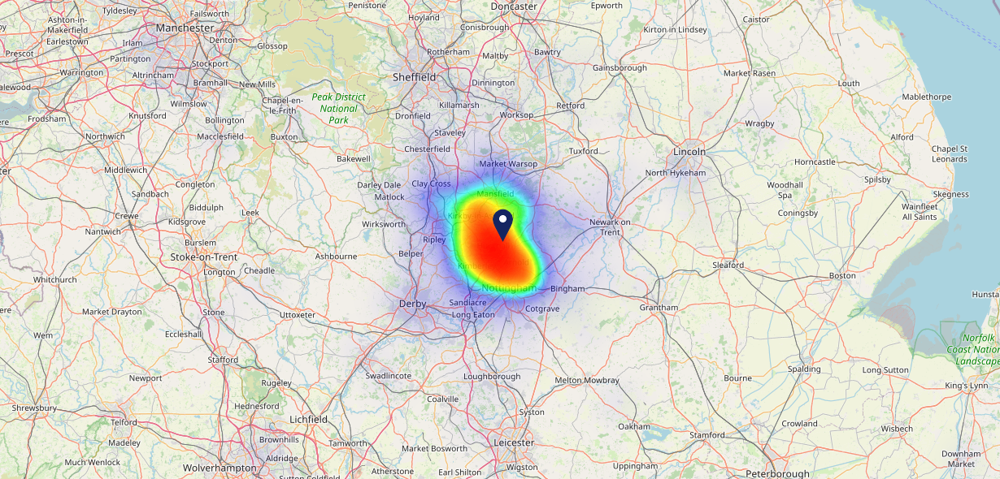 Tyldesley
Failsworth
Penistone
Hoyland
Doncaster
Epworth
Caistor
Ashton-in-
Makerfield
Manchester
Conisbrough
Kirton in Lindsey
Earlestown
Irlam
Denton
Glossop
Rotherham
Maltby
Bawtry
Prescot
Partington
Stockport
Gainsborough
Market Rasen
Warrington
Altrincham
Bramhall
New Mills
Sheffield
Dinnington
Louth
alewood
Wilmslow
Chapel-en-
le-Frith
Peak District
National
Park
Killamarsh
Retford
Mablethorpe
Frodsham
Knutsford
Bollington
Dronfield
Worksop
Wragby
Northwich
Macclesfield
Buxton
Staveley
Alford
Chesterfield
Tuxford
Lincoln
Chapel St
Leonards
Bakewell
Market Warsop
Horncastle
Middlewich
North Hykeham
Spilsby
Congleton
Darley Dale
Clay Cross
Woodhall
Spa
Sandbach
Matlock
Mansfield
Skegness
Biddulph
Leek
Coningsby
Wainfleet
All Saints
Crewe
Kidsgrove
Wirksworth
Newark on
Trent
Nantwich
Burslem
Ripley
Stoke-on-Trent
Ashbourne
Belper
Sleaford
Longton
Cheadle
Boston
Whitchurch
Nottingham
Bingham
Hunsta
Derby
Sandiacre
Cotgrave
Grantham
Market Drayton
Stone
Uttoxeter
Long Eaton
Wem
Eccleshall
Norfolk
Coast Nation
Landscape
Stafford
Spalding
Long Sutton
Newport
Rugeley
Swadlincote
Loughborough
Melton Mowbray
Bourne
King's Lynn
Shrewsbury
Hednesford
Coalville
Syston
Telford
Lichfield
Oakham
Stamford
Crowland
Wisbech
Madeley
Brownhills
Tamworth
Market Bosworth
Leicester
Downham
Market
Much Wenlock
Aldridge
Wolverhampton
Atherstone
Earl Shilton
Wigston
Uppingham
Peterborough
Sutton Coldfield